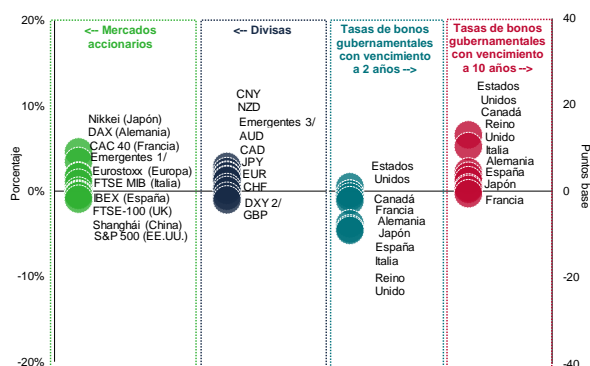 20%
10%
0%
-10%
-20%
Porcentaje
<-- Mercados
accionarios
Nikkei (Japón)
DAX (Alemania)
CAC 40 (Francia)
Emergentes 1/
Eurostoxx (Europa)
FTSE MIB (Italia)
IBEX (España)
FTSE-100 (UK)
Shanghái (China)
S&P 500 (EE.UU.)
<-- Divisas
CNY
NZD
Emergentes 3/
AUD
CAD
JPY
EUR
CHF
DXY 2/
GBP
Tasas de bonos
gubernamentales
con vencimiento
a 2 años -->
Estados
Unidos
Canadá
Francia
Alemania
Japón
España
Italia
Reino
Unido
Tasas de bonos
gubernamentales
con vencimiento
a 10 años -->
Estados
Unidos
Canadá
Reino
Unido
Italia
Alemania
España
Japón
Francia
40
20
0
-20
-40
Puntos base